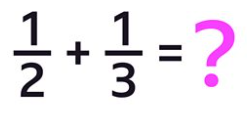 1/2 + 1/3 = ?